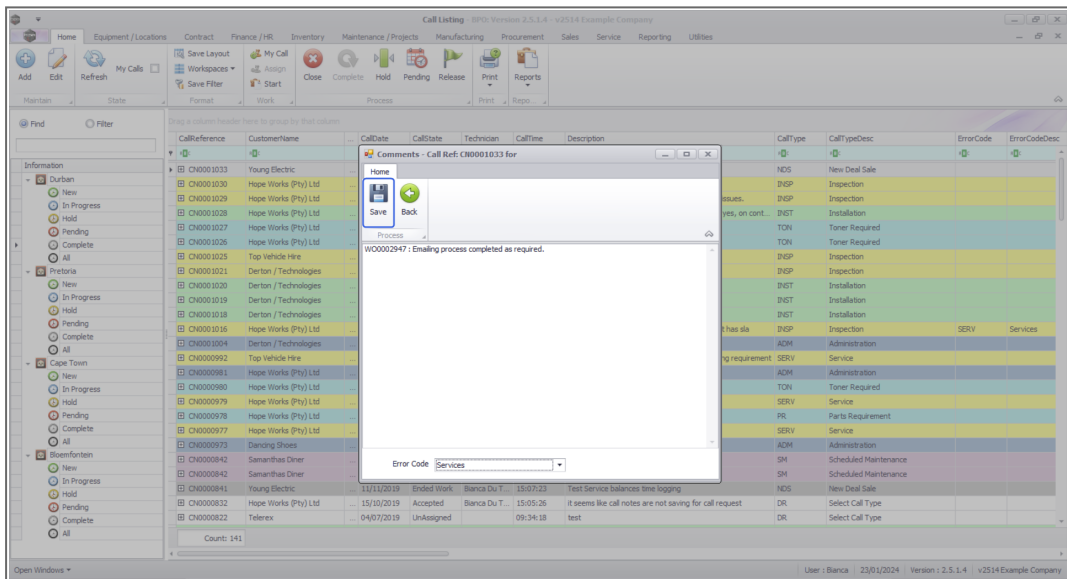 Call Listing - BPO: Version 2.5.1.4 - v2514 Example Company
Home Equipment / Locations Contract Finance / HR Inventory Maintenance / Projects Manufacturing Procurement Sales Service Reporting Utilities
Add Edit Refresh My Calls Save Layout Workspaces Save Filter My Call Assign Start Close Complete Hold Pending Release Print Reports
Maintain State Format Work Process Print Repo...
Find Filter
Drag a column header here to group by that column
CallReference CustomerName ... CallDate CallState Technician CallTime Description CallType CallTypeDesc ErrorCode ErrorCodeDesc
Information
Durban
New
In Progress
Hold
Pending
Complete
All
Pretoria
New
In Progress
Hold
Pending
Complete
All
Cape Town
New
In Progress
Hold
Pending
Complete
All
Bloemfontein
New
In Progress
Hold
Pending
Complete
All
CN0001033 Young Electric NDS New Deal Sale
CN0001030 Hope Works (Pty) Ltd INSP Inspection
CN0001029 Hope Works (Pty) Ltd issues. INSP Inspection
CN0001028 Hope Works (Pty) Ltd yes, on cont... INST Installation
CN0001027 Hope Works (Pty) Ltd TON Toner Required
CN0001026 Hope Works (Pty) Ltd TON Toner Required
CN0001025 Top Vehicle Hire INSP Inspection
CN0001021 Derton / Technologies INSP Inspection
CN0001020 Derton / Technologies INST Installation
CN0001019 Derton / Technologies INST Installation
CN0001018 Derton / Technologies INST Installation
CN0001016 Hope Works (Pty) Ltd t has sla INSP Inspection SERV Services
CN0001004 Derton / Technologies ADM Administration
CN0000992 Top Vehicle Hire ng requirement SERV Service
CN0000981 Hope Works (Pty) Ltd ADM Administration
CN0000980 Hope Works (Pty) Ltd TON Toner Required
CN0000979 Hope Works (Pty) Ltd SERV Service
CN0000978 Hope Works (Pty) Ltd PR Parts Requirement
CN0000977 Hope Works (Pty) Ltd SERV Service
CN0000973 Dancing Shoes ADM Administration
CN0000842 Samanthas Diner SM Scheduled Maintenance
CN0000842 Samanthas Diner SM Scheduled Maintenance
CN0000841 Young Electric ... 11/11/2019 Ended Work Bianca Du T... 15:07:23 Test Service balances time logging NDS New Deal Sale
CN0000832 Hope Works (Pty) Ltd ... 15/10/2019 Accepted Bianca Du T... 15:05:26 it seems like call notes are not saving for call request DR Select Call Type
CN0000822 Telerex ... 04/07/2019 UnAssigned 09:34:18 test DR Select Call Type
Count: 141
Comments - Call Ref: CN0001033 for
Home
Save Back
Process
WO0002947 : Emailing process completed as required.
Error Code Services
Open Windows
User : Bianca 23/01/2024 Version : 2.5.1.4 v2514 Example Company